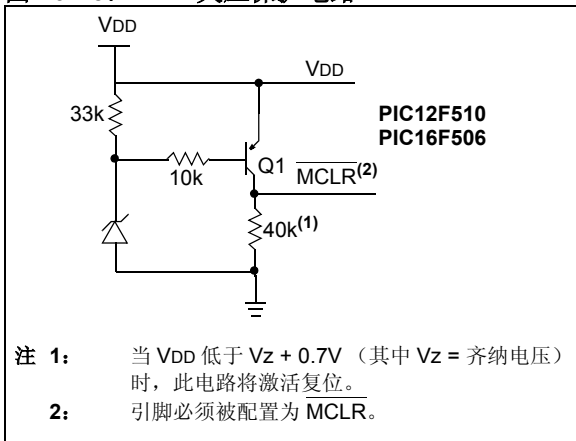 VDD
VDD
33k
PIC12F510
PIC16F506
10k
Q1
MCLR(2)
40k(1)
注 1： 当 VDD 低于 Vz + 0.7V （其中 Vz = 齐纳电压）
时，此电路将激活复位。
2： 引脚必须被配置为 MCLR。